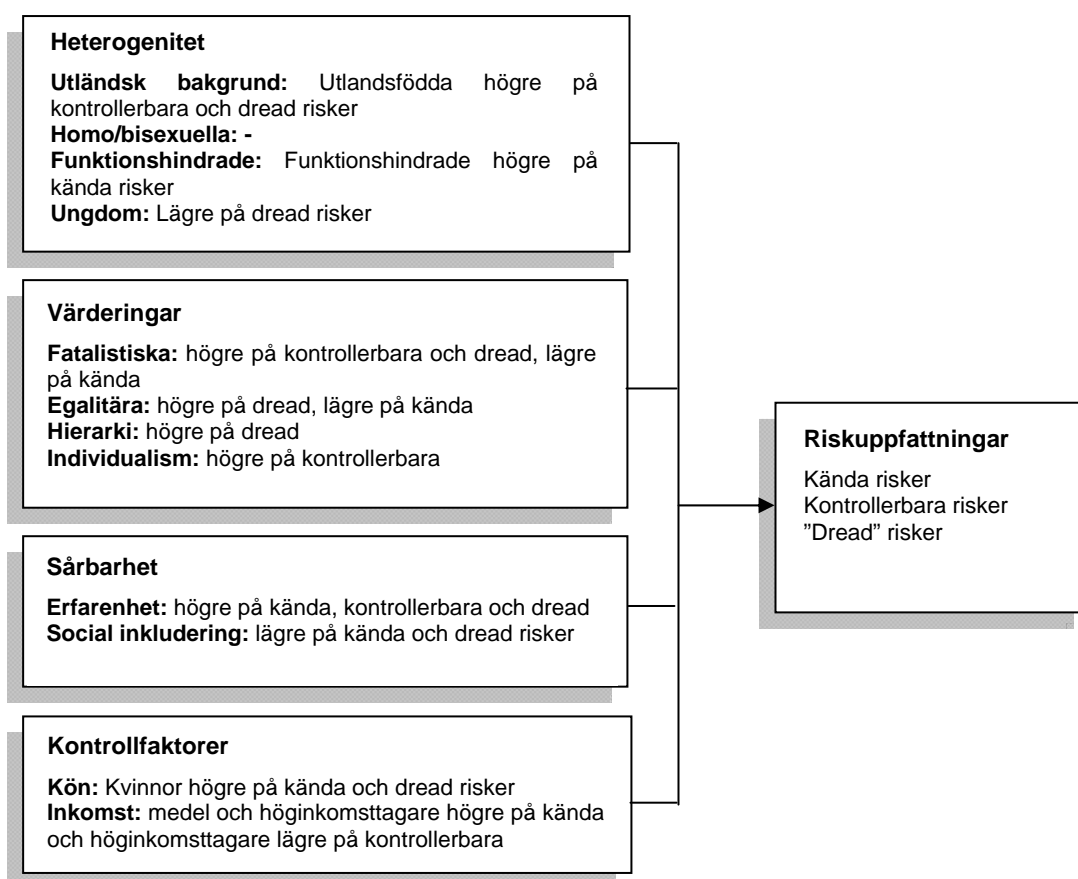 Heterogenitet
Utländsk bakgrund: Utlandsfödda högre på
kontrollerbara och dread risker
Homo/bisexuella: -
Funktionshindrade: Funktionshindrade högre på
kända risker
Ungdom: Lägre på dread risker
Värderingar
Fatalistiska: högre på kontrollerbara och dread, lägre
på kända
Egalitära: högre på dread, lägre på kända
Hierarki: högre på dread
Individualism: högre på kontrollerbara
Sårbarhet
Erfarenhet: högre på kända, kontrollerbara och dread
Social inkludering: lägre på kända och dread risker
Kontrollfaktorer
Kön: Kvinnor högre på kända och dread risker
Inkomst: medel och höginkomsttagare högre på kända
och höginkomsttagare lägre på kontrollerbara
Riskuppfattningar
Kända risker
Kontrollerbara risker
”Dread” risker